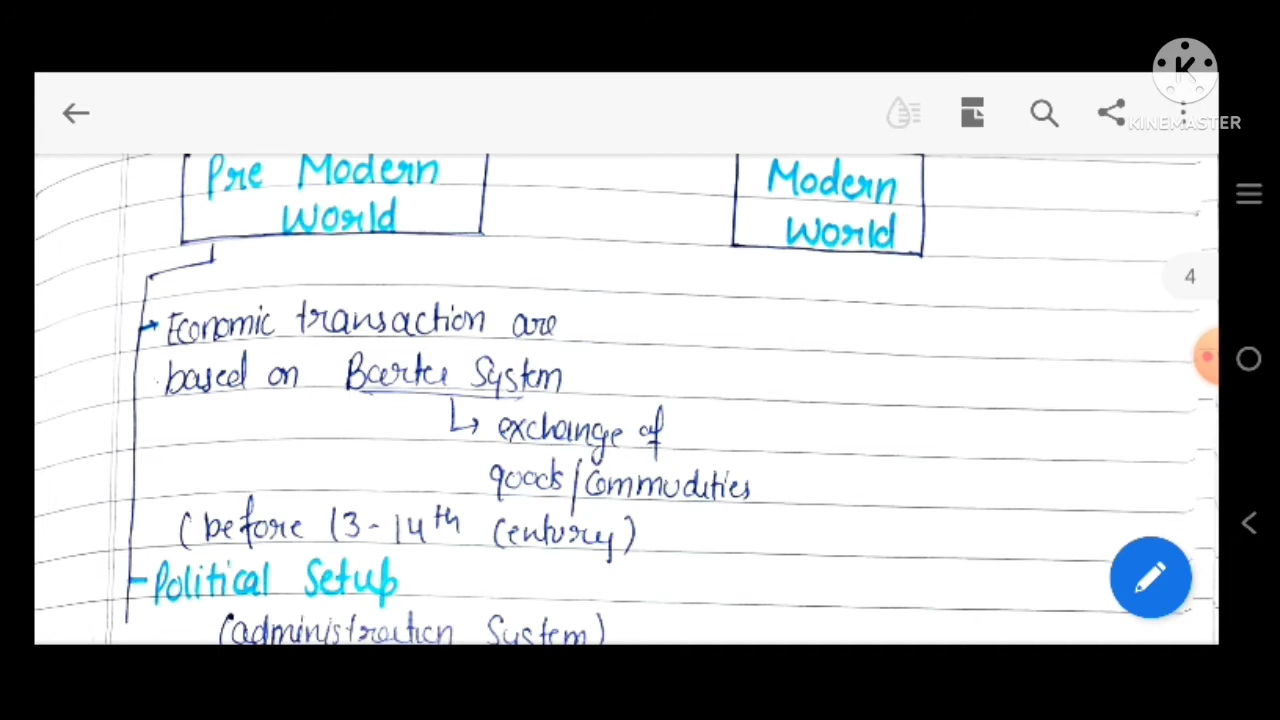 KINEMASTER
Pre Modern World
Modern World
4
→ Economic transaction are
based on Barter System
↳ exchange of
goods/Commodities
(before 13-14th Century)
Political Setup
(administration System)